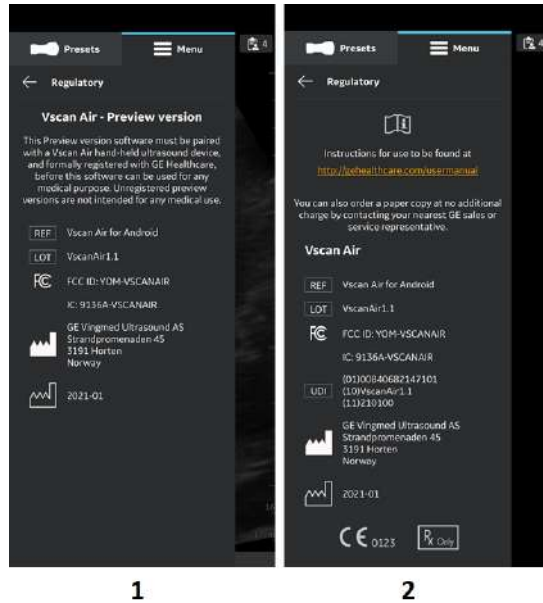 Presets
Menu
4
← Regulatory
Vscan Air - Preview version
This Preview version software must be paired
with a Vscan Air hand-held ultrasound device,
and formally registered with GE Healthcare,
before this software can be used for any
medical purpose. Unregistered preview
versions are not intended for any medical use.
REF Vscan Air for Android
LOT VscanAir1.1
FC FCC ID: YOM-VSCANAIR
IC: 9136A-VSCANAIR
GE Vingmed Ultrasound AS
Strandpromenaden 45
3191 Horten
Norway
2021-01
1
Presets
Menu
4
← Regulatory
Instructions for use to be found at
http://gehealthcare.com/usermanual
You can also order a paper copy at no additional
charge by contacting your nearest GE sales or
service representative.
Vscan Air
REF Vscan Air for Android
LOT VscanAir1.1
FC FCC ID: YOM-VSCANAIR
IC: 9136A-VSCANAIR
UDI
(01)00840682147101
(10)VscanAir1.1
(11)210100
GE Vingmed Ultrasound AS
Strandpromenaden 45
3191 Horten
Norway
2021-01
CE 0123
Rx Only
2